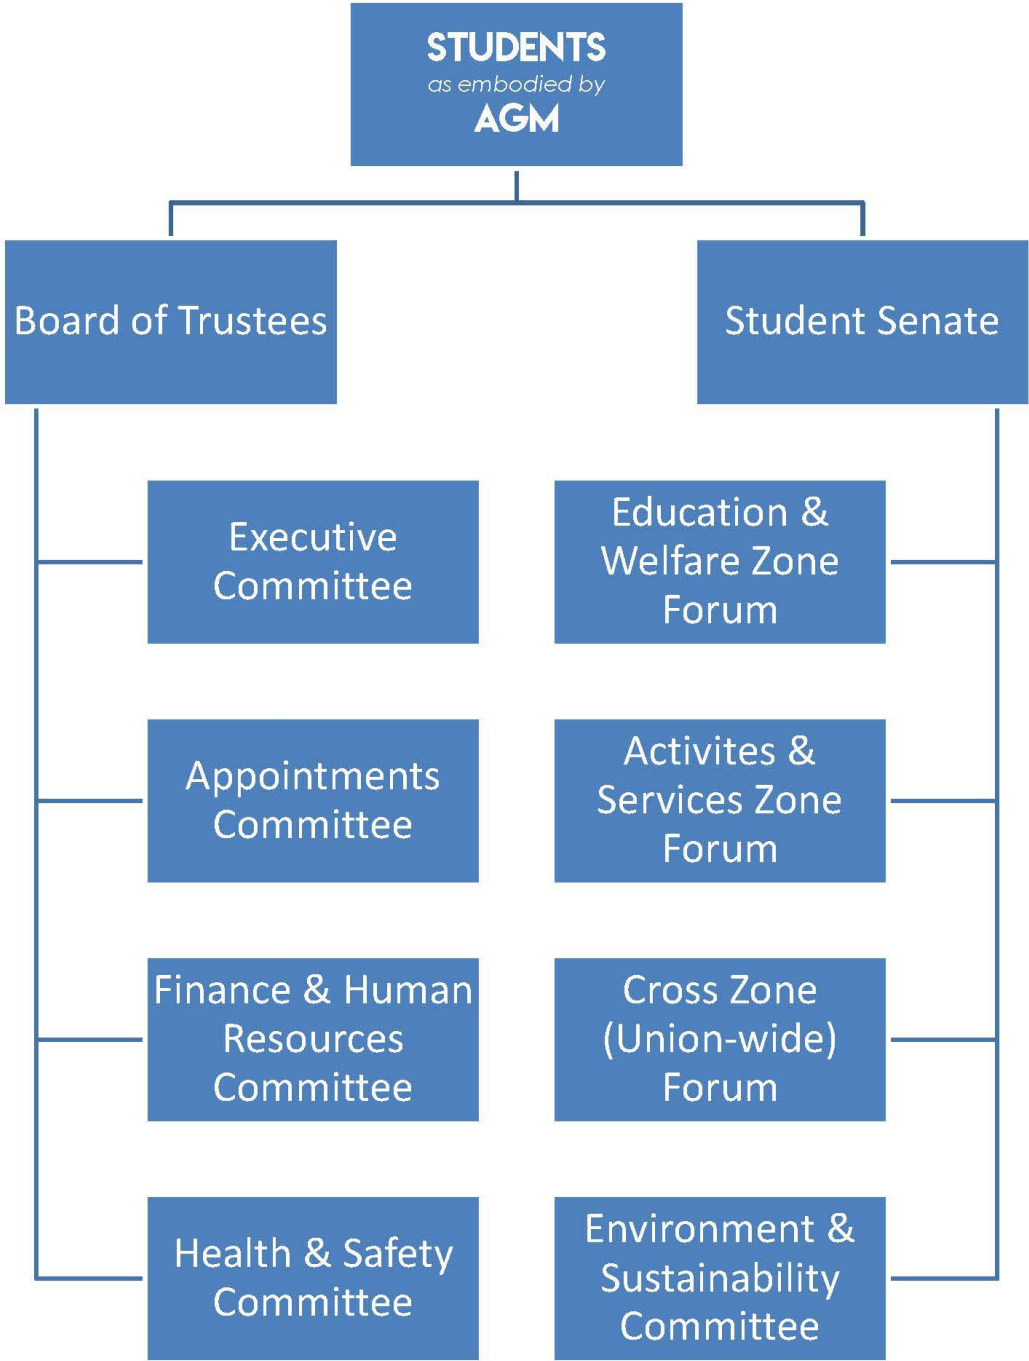 STUDENTS
as embodied by
AGM
Board of Trustees
Student Senate
Executive
Committee
Education &
Welfare Zone
Forum
Appointments
Committee
Activites &
Services Zone
Forum
Finance & Human
Resources
Committee
Cross Zone
(Union-wide)
Forum
Health & Safety
Committee
Environment &
Sustainability
Committee